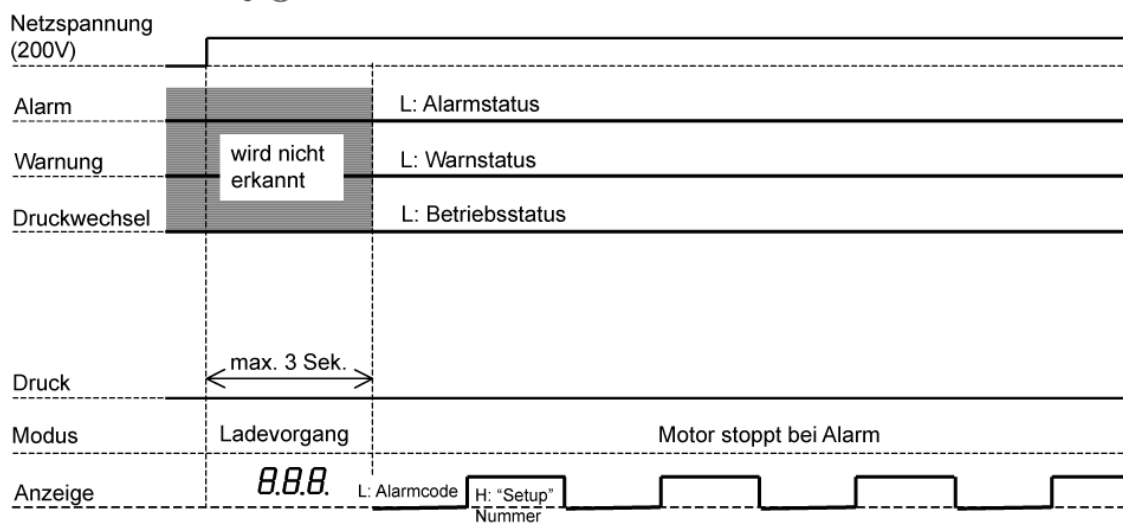 Netzspannung
(200V)
Alarm
L: Alarmstatus
Warnung
wird nicht
erkannt
L: Warnstatus
Druckwechsel
L: Betriebsstatus
max. 3 Sek.
Druck
Modus
Ladevorgang
Motor stoppt bei Alarm
Anzeige
8.8.8.
L: Alarmcode
H: “Setup”
Nummer